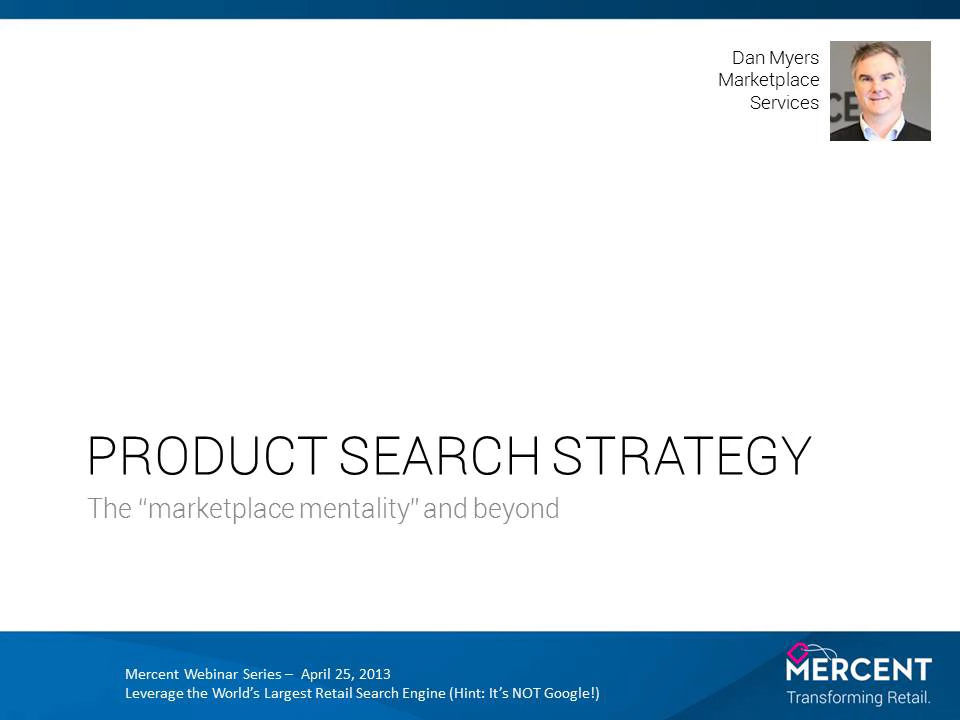 Dan Myers
Marketplace
Services
PRODUCT SEARCH STRATEGY
The “marketplace mentality” and beyond
Mercent Webinar Series – April 25, 2013
Leverage the World’s Largest Retail Search Engine (Hint: It’s NOT Google!)
MERCENT
Transforming Retail.